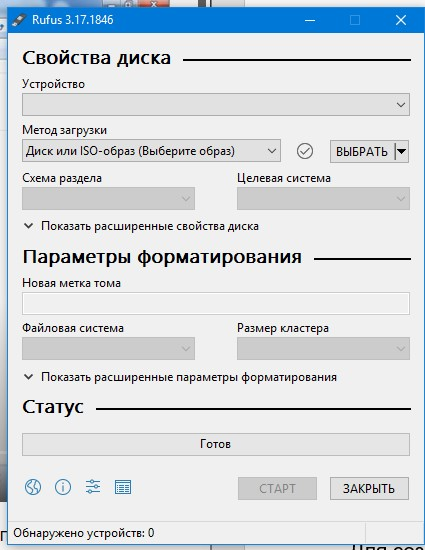 Rufus 3.17.1846
Свойства диска
Устройство
Метод загрузки
Диск или ISO-образ (Выберите образ)
ВЫБРАТЬ
Схема раздела
Целевая система
Показать расширенные свойства диска
Параметры форматирования
Новая метка тома
Файловая система
Размер кластера
Показать расширенные параметры форматирования
Статус
Готов
СТАРТ
ЗАКРЫТЬ
Обнаружено устройств: 0